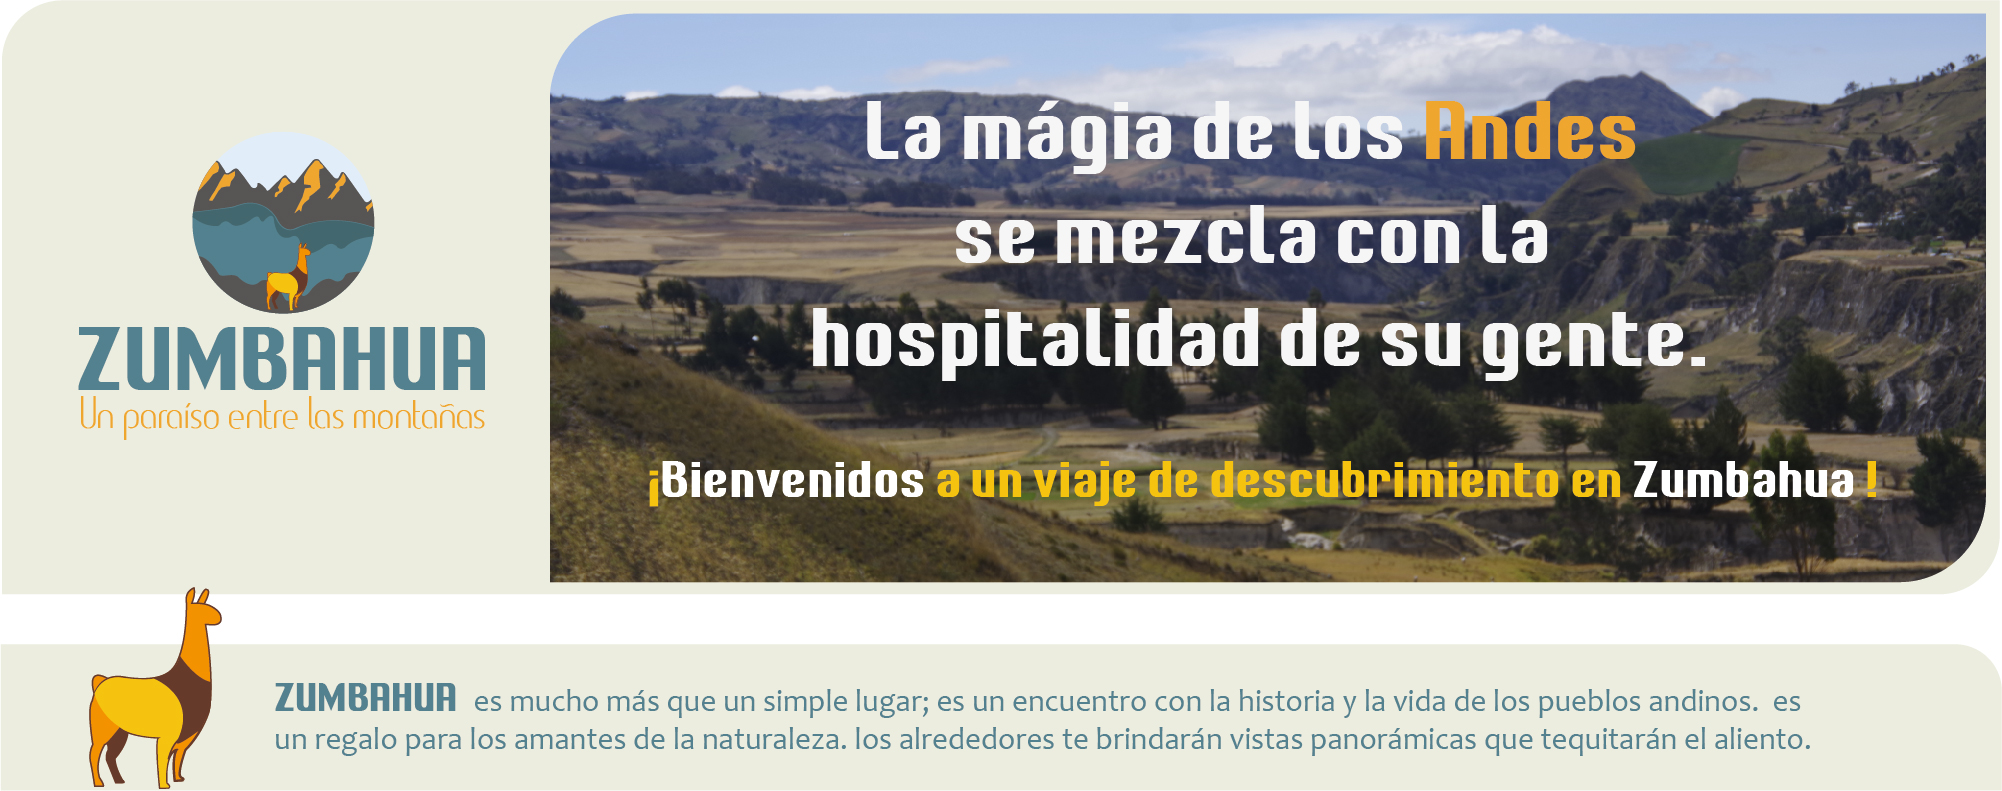 ZUMBAHUA
Un paraíso entre las montañas
La mágia de los Andes
se mezcla con la
hospitalidad de su gente.
¡Bienvenidos a un viaje de descubrimiento en Zumbahua !
ZUMBAHUA es mucho más que un simple lugar; es un encuentro con la historia y la vida de los pueblos andinos. es
un regalo para los amantes de la naturaleza. los alrededores te brindarán vistas panorámicas que tequitarán el aliento.